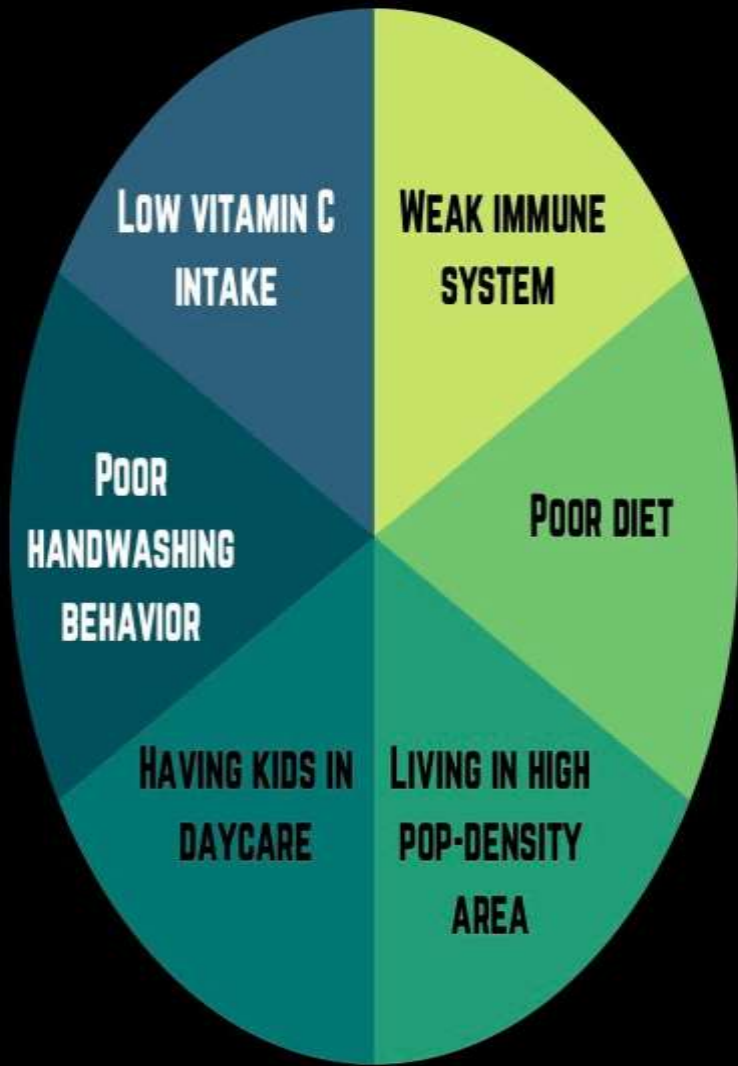 LOW VITAMIN C
INTAKE
WEAK IMMUNE
SYSTEM
POOR
HANDWASHING
BEHAVIOR
POOR DIET
HAVING KIDS IN
DAYCARE
LIVING IN HIGH
POP-DENSITY
AREA